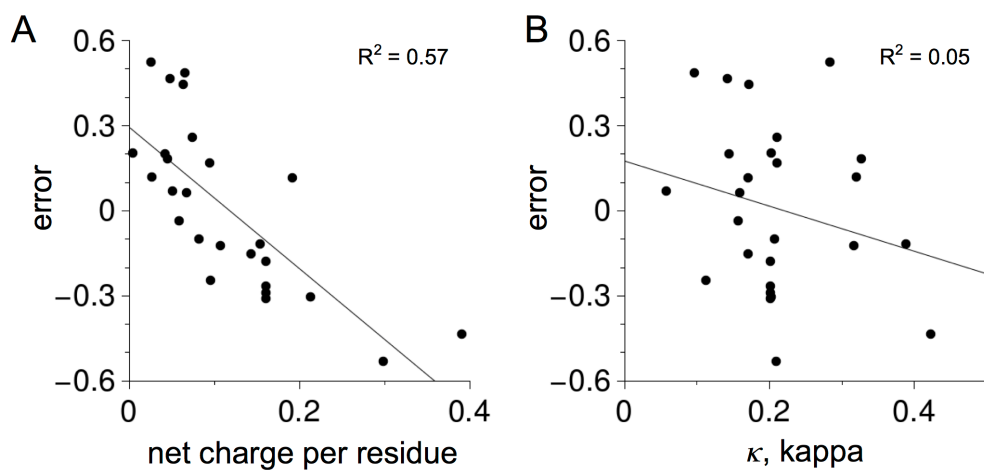 A
R² = 0.57
error
0.6
0.3
0
−0.3
−0.6
0
0.2
0.4
net charge per residue
B
R² = 0.05
error
0.6
0.3
0
−0.3
−0.6
0
0.2
0.4
κ, kappa